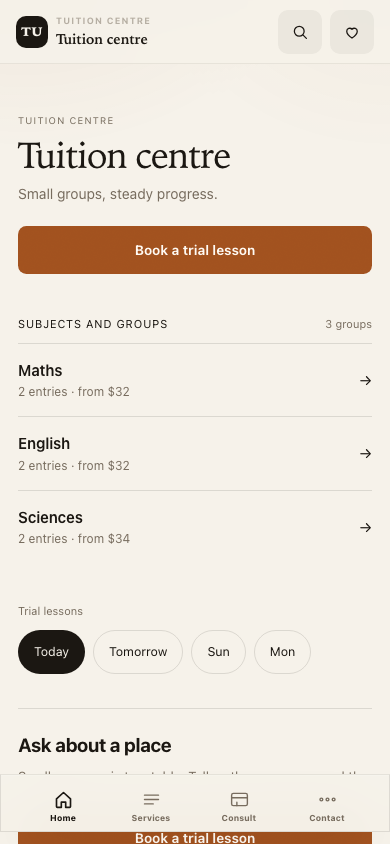 TU
TUITION CENTRE
Tuition centre
TUITION CENTRE
Tuition centre
Small groups, steady progress.
Book a trial lesson
SUBJECTS AND GROUPS
3 groups
Maths
2 entries · from $32
English
2 entries · from $32
Sciences
2 entries · from $34
Trial lessons
Today
Tomorrow
Sun
Mon
Ask about a place
Home
Services
Consult
Contact
Book a trial lesson